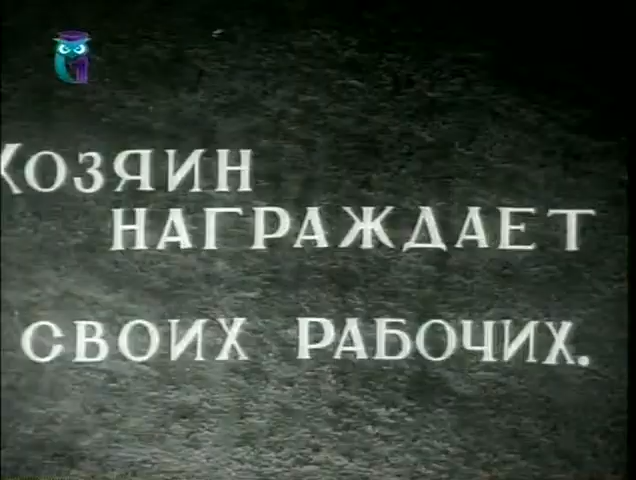 Хозяин
награждает
своих рабочих.